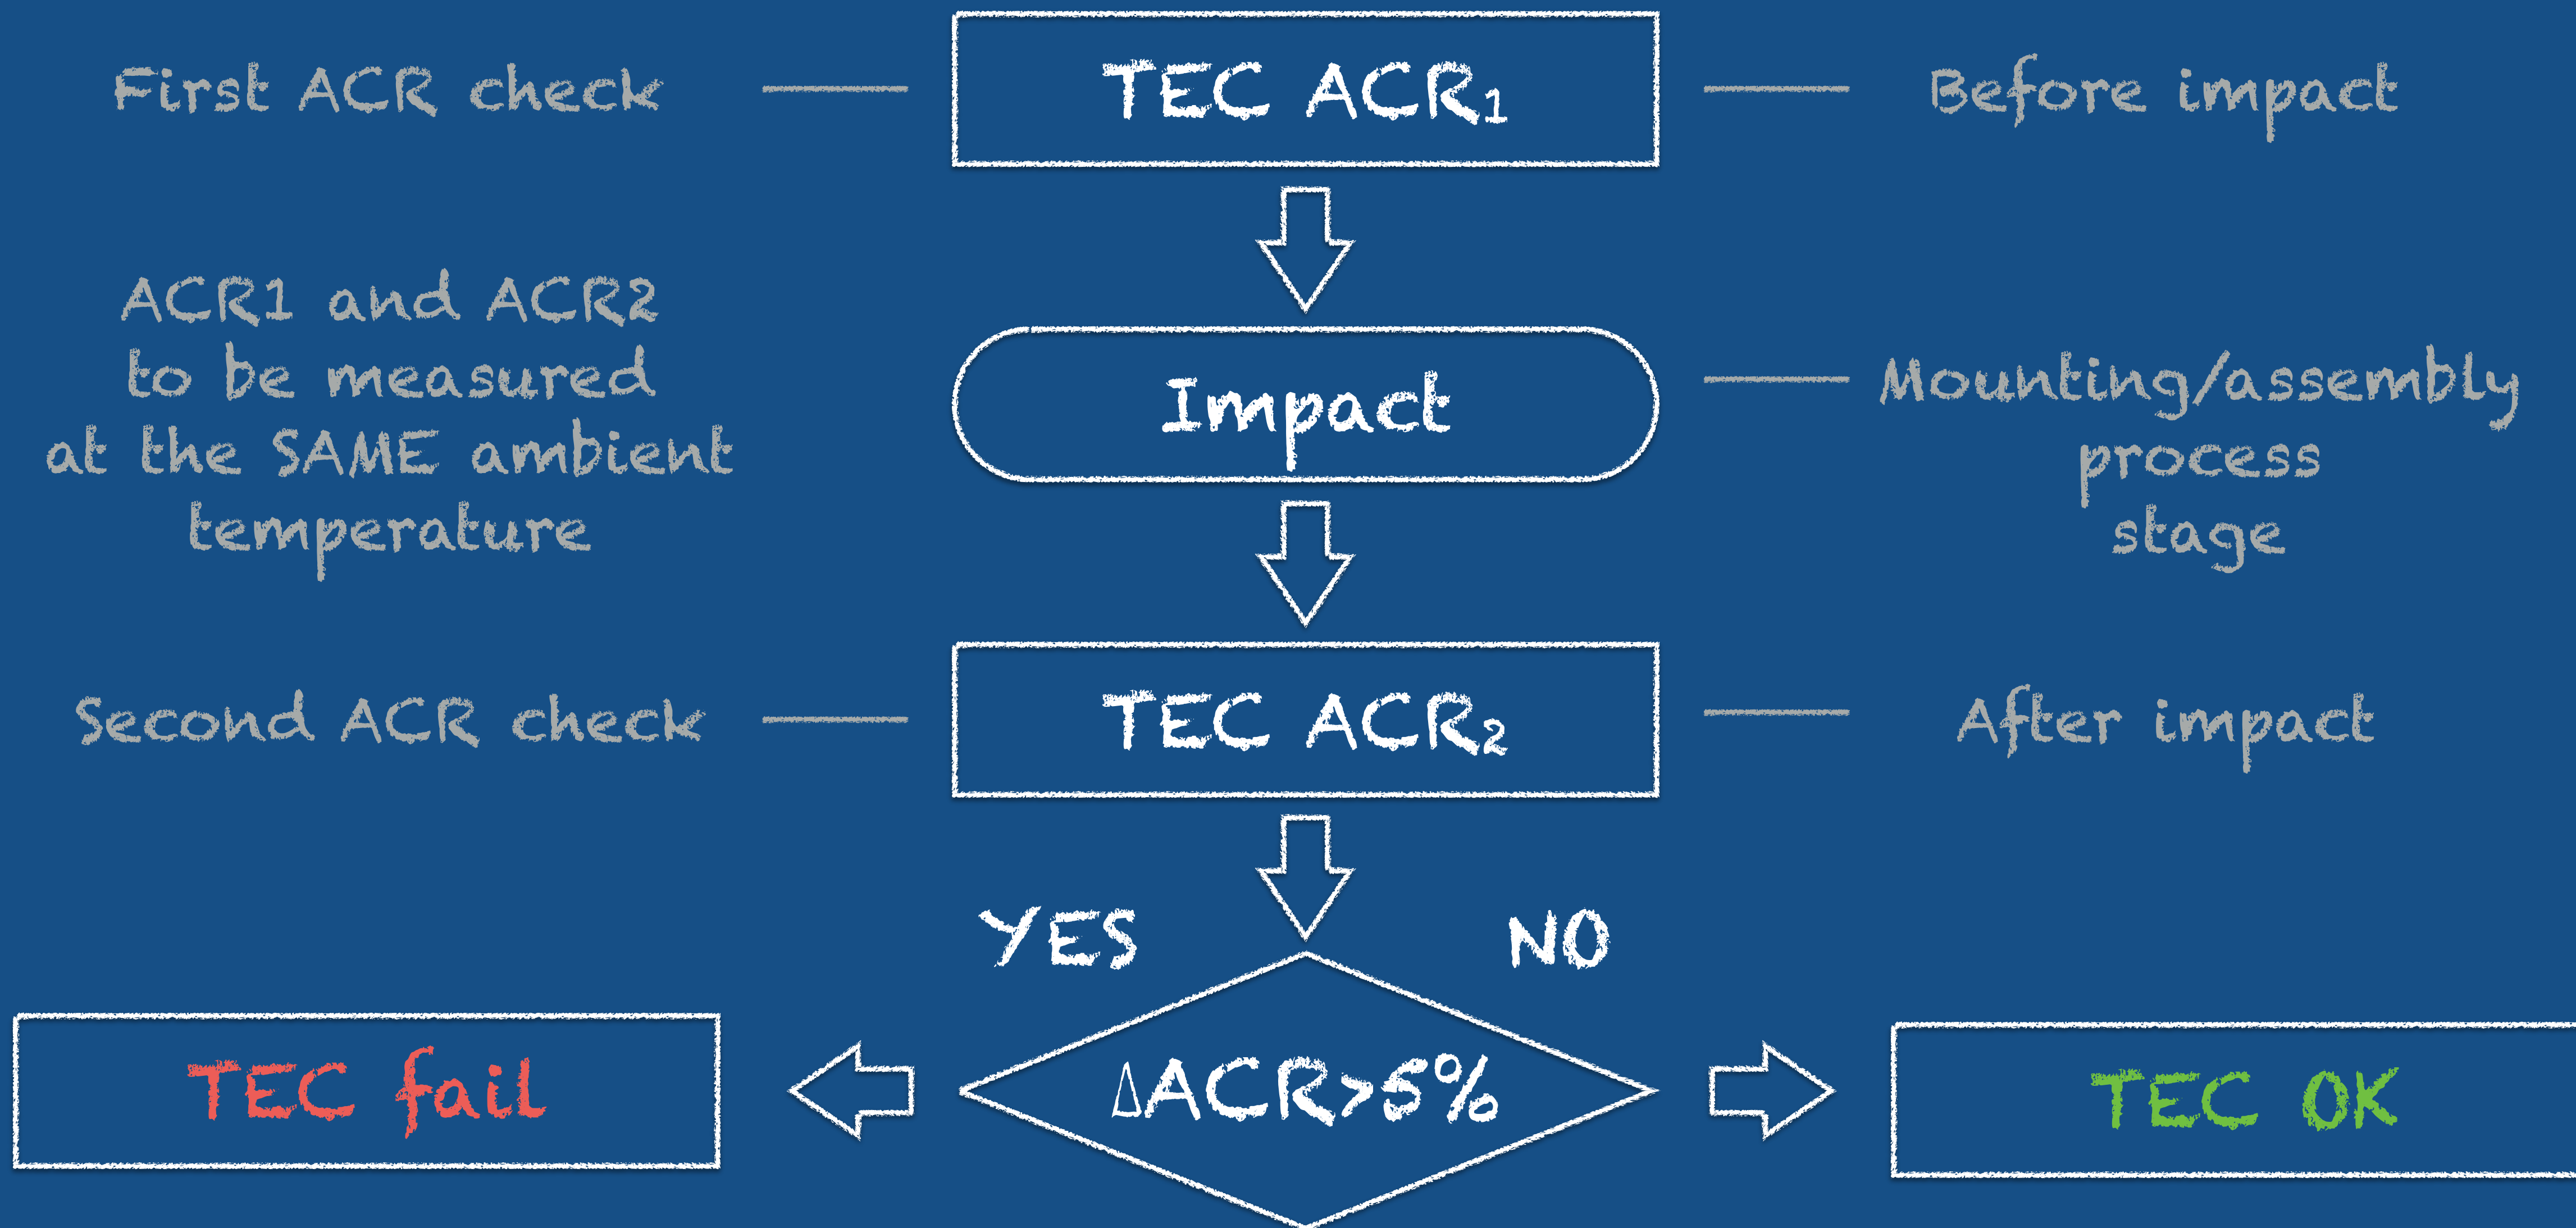 First ACR check
TEC ACR₁
Before impact
ACR1 and ACR2
to be measured
at the SAME ambient
temperature
Impact
Mounting/assembly
process
stage
Second ACR check
TEC ACR₂
After impact
YES
NO
TEC fail
ΔACR>5%
TEC OK